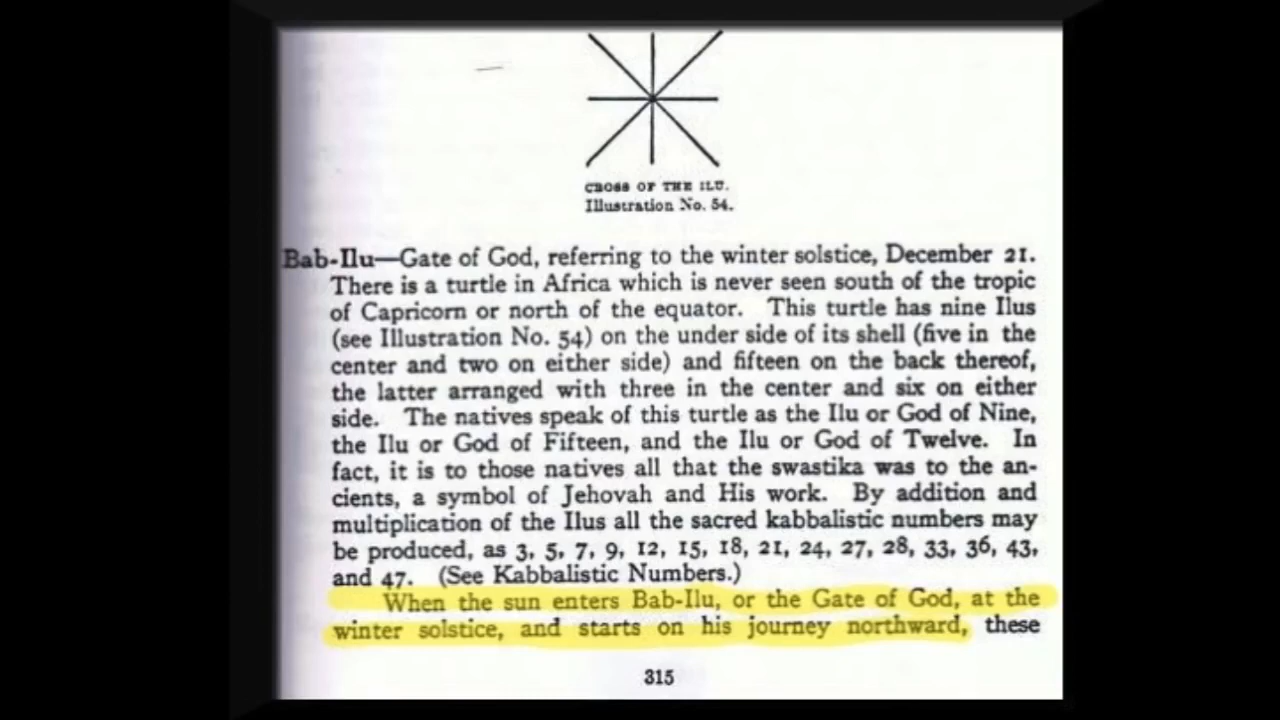 CROSS OF THE ILU.
Illustration No. 54.
Bab-Ilu—Gate of God, referring to the winter solstice, December 21.
There is a turtle in Africa which is never seen south of the tropic
of Capricorn or north of the equator. This turtle has nine Ilus
(see Illustration No. 54) on the under side of its shell (five in the
center and two on either side) and fifteen on the back thereof,
the latter arranged with three in the center and six on either
side. The natives speak of this turtle as the Ilu or God of Nine,
the Ilu or God of Fifteen, and the Ilu or God of Twelve. In
fact, it is to those natives all that the swastika was to the an-
cients, a symbol of Jehovah and His work. By addition and
multiplication of the Ilus all the sacred kabbalistic numbers may
be produced, as 3, 5, 7, 9, 12, 15, 18, 21, 24, 27, 28, 33, 36, 43,
and 47. (See Kabbalistic Numbers.)
When the sun enters Bab-Ilu, or the Gate of God, at the
winter solstice, and starts on his journey northward, these
315